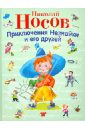 Николай
Носов
Приключения Незнайки
и его друзей